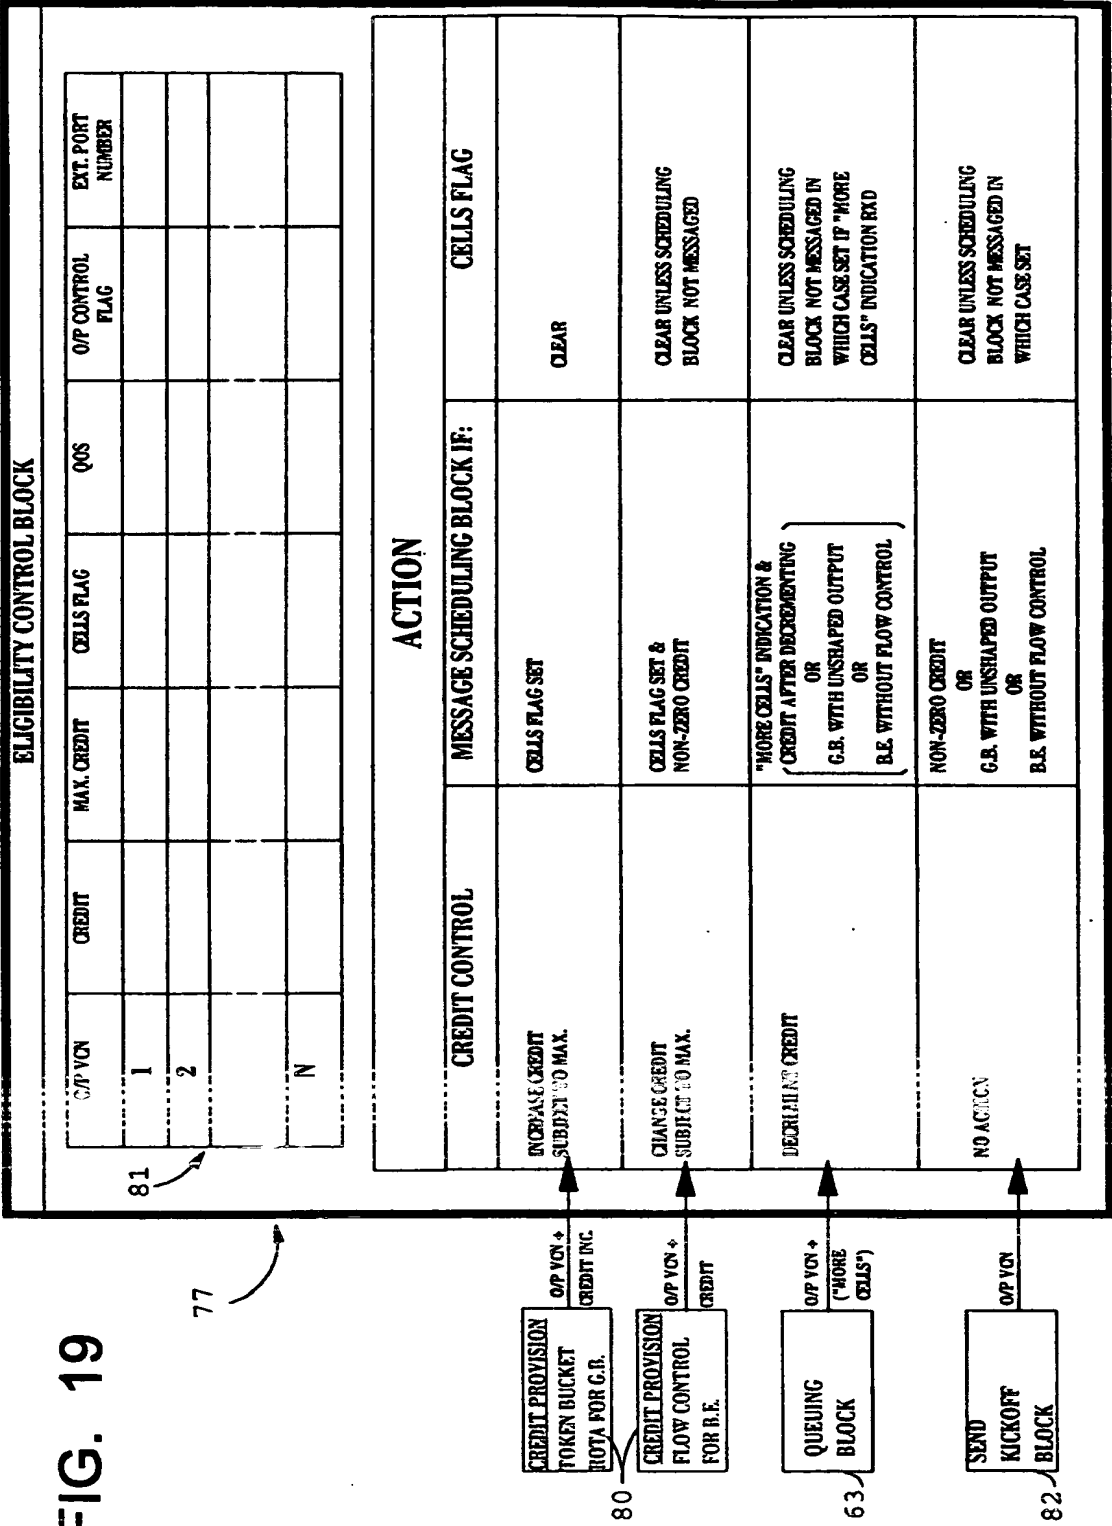 FIG. 19
77
ELIGIBILITY CONTROL BLOCK
81
O/P VCN
CREDIT
MAX. CREDIT
CELLS FLAG
QOS
O/P CONTROL
FLAG
EXT. PORT
NUMBER
1
2
N
ACTION
CREDIT CONTROL
MESSAGE SCHEDULING BLOCK IF:
CELLS FLAG
80
CREDIT PROVISION
TOKEN BUCKET
ROTA FOR G.B.
O/P VCN +
CREDIT INC.
INCREASE CREDIT
SUBJECT TO MAX.
CELLS FLAG SET
CLEAR
CREDIT PROVISION
FLOW CONTROL
FOR B.E.
O/P VCN +
CREDIT
CHANGE CREDIT
SUBJECT TO MAX.
CELLS FLAG SET &
NON-ZERO CREDIT
CLEAR UNLESS SCHEDULING
BLOCK NOT MESSAGED
63
QUEUING
BLOCK
O/P VCN +
("MORE
CELLS")
DECREMENT CREDIT
"MORE CELLS" INDICATION &
CREDIT AFTER DECREMENTING
OR
G.B. WITH UNSHAPED OUTPUT
OR
B.E. WITHOUT FLOW CONTROL
CLEAR UNLESS SCHEDULING
BLOCK NOT MESSAGED IN
WHICH CASE SET IF "MORE
CELLS" INDICATION RXD
82
SEND
KICKOFF
BLOCK
O/P VCN
NO ACTION
NON-ZERO CREDIT
OR
G.B. WITH UNSHAPED OUTPUT
OR
B.E. WITHOUT FLOW CONTROL
CLEAR UNLESS SCHEDULING
BLOCK NOT MESSAGED IN
WHICH CASE SET